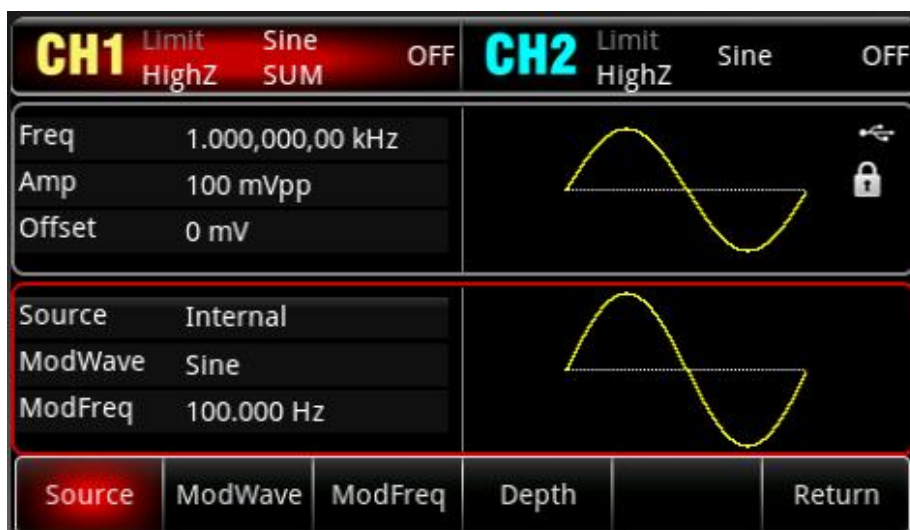 CH1 Limit Sine OFF CH2 Limit Sine OFF
HighZ SUM HighZ
Freq 1.000,000,00 kHz
Amp 100 mVpp
Offset 0 mV
Source Internal
ModWave Sine
ModFreq 100.000 Hz
Source ModWave ModFreq Depth Return